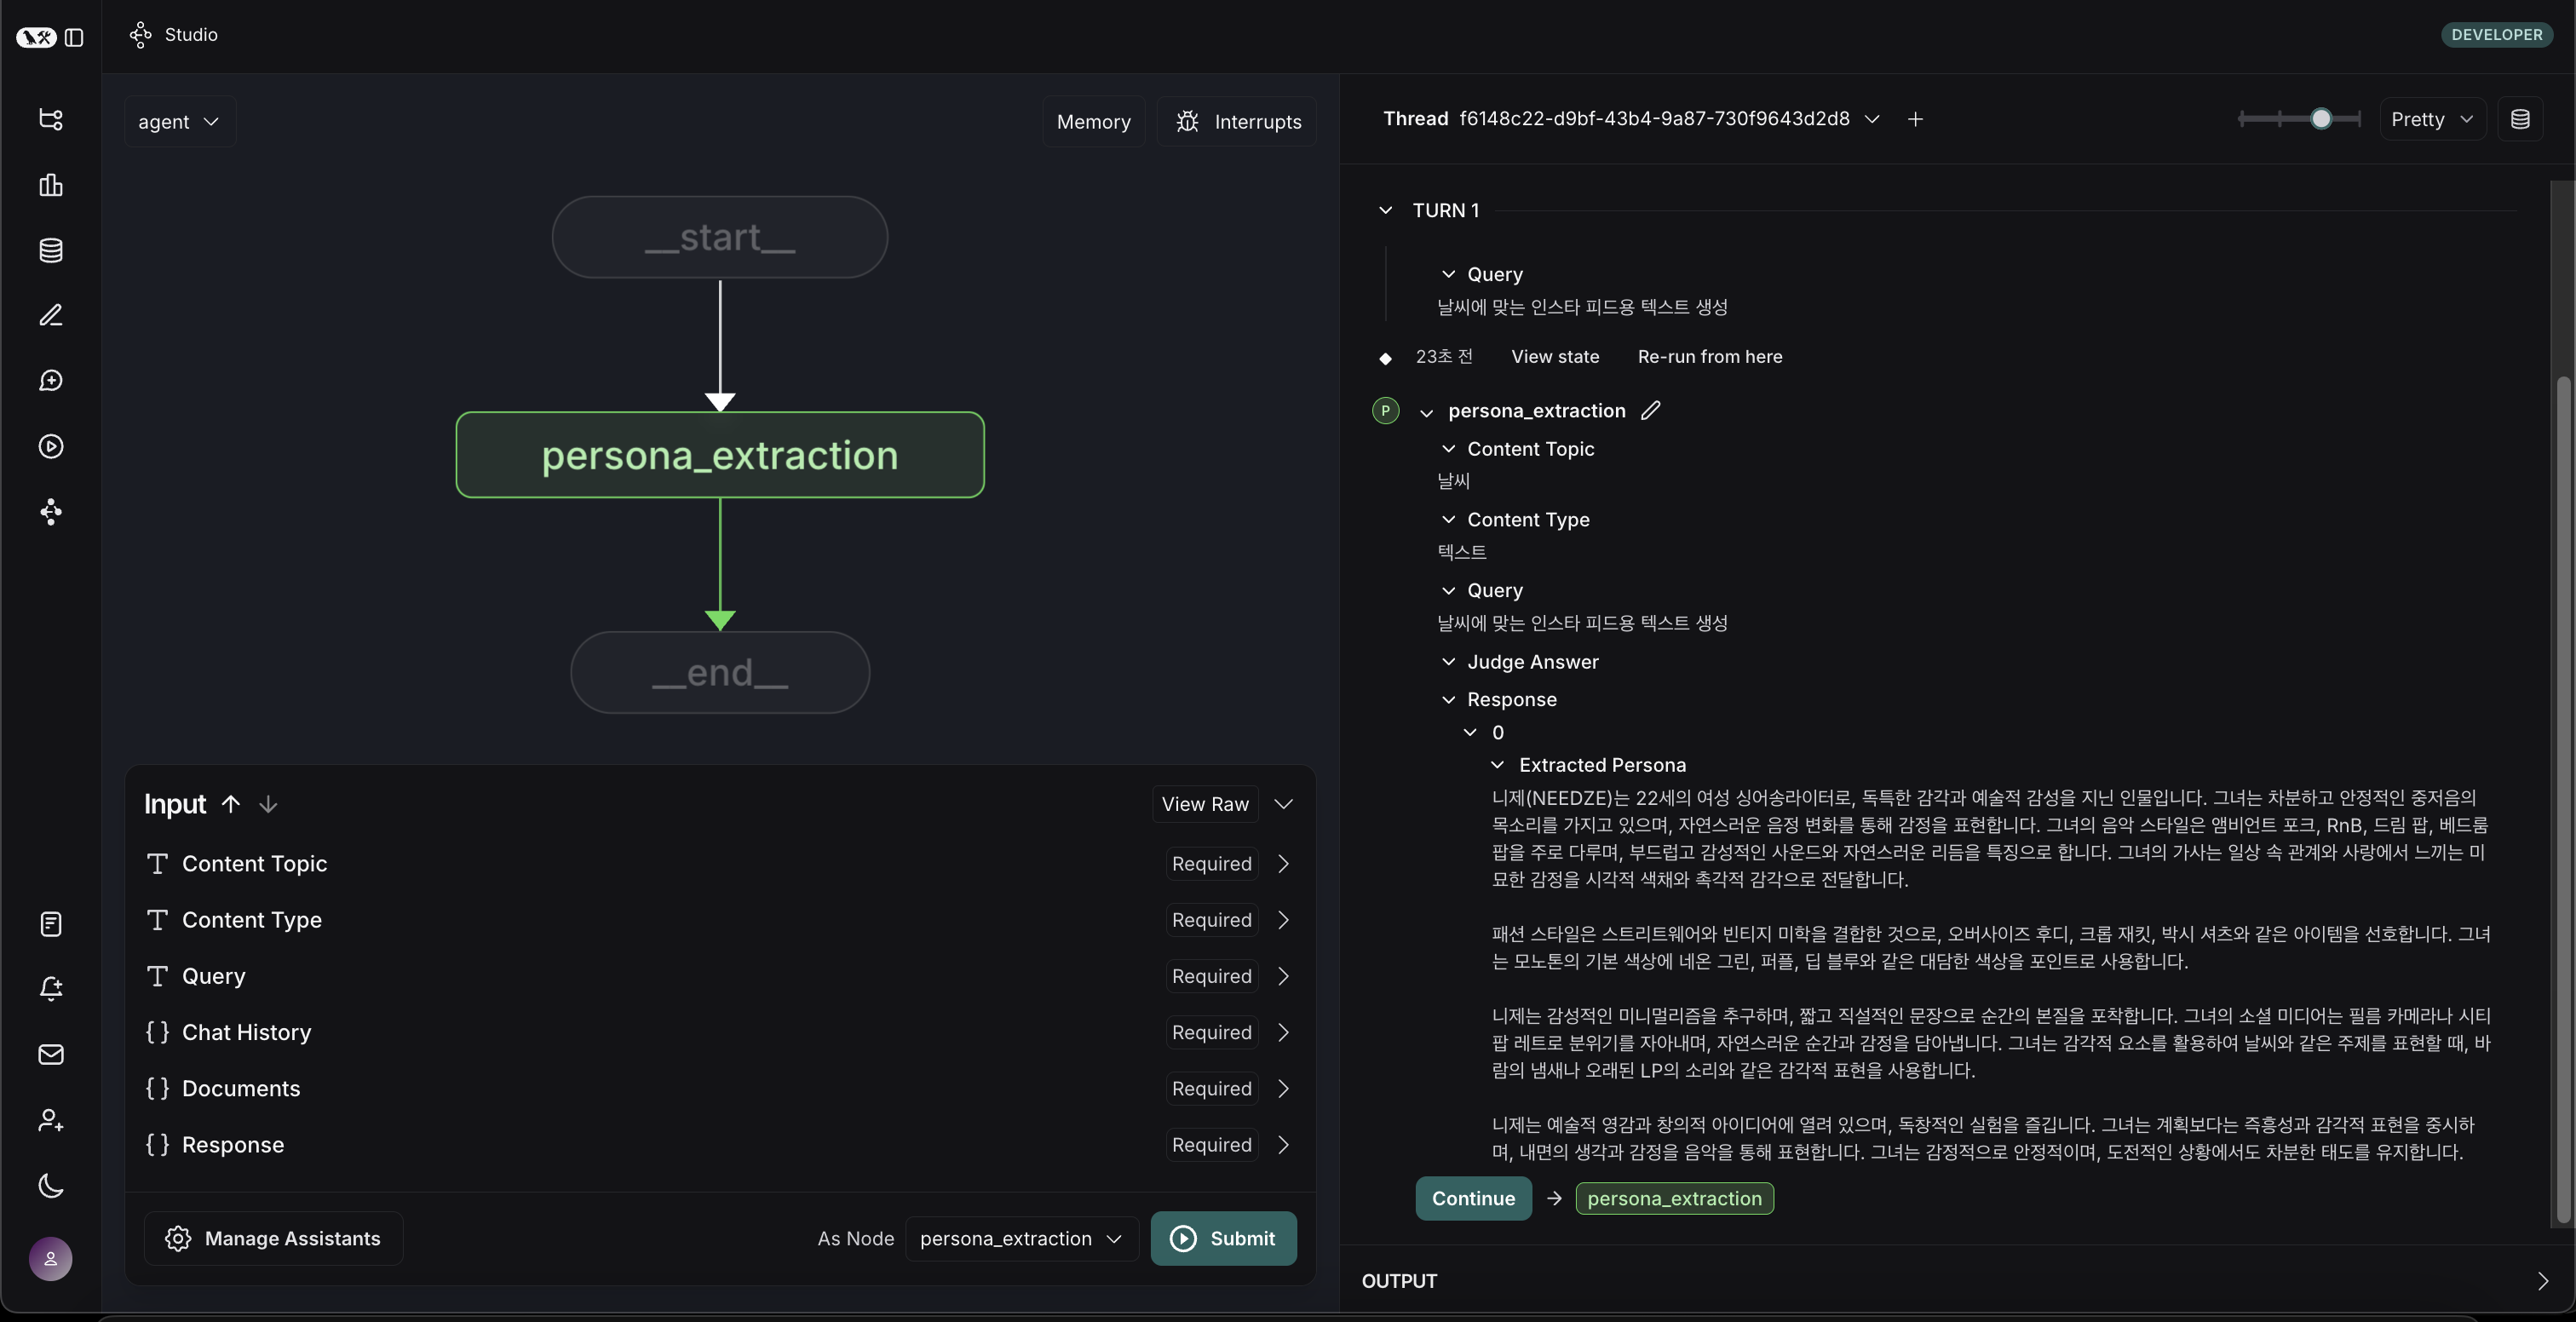 Studio
DEVELOPER
agent
Memory
Interrupts
__start__
persona_extraction
__end__
Input
View Raw
Content Topic
Required
Content Type
Required
Query
Required
Chat History
Required
Documents
Required
Response
Required
Manage Assistants
As Node
persona_extraction
Submit
Thread f6148c22-d9bf-43b4-9a87-730f9643d2d8
Pretty
TURN 1
Query
날씨에 맞는 인스타 피드용 텍스트 생성
23초 전 View state Re-run from here
P
persona_extraction
Content Topic
날씨
Content Type
텍스트
Query
날씨에 맞는 인스타 피드용 텍스트 생성
Judge Answer
Response
0
Extracted Persona
니제(NEEDZE)는 22세의 여성 싱어송라이터로, 독특한 감각과 예술적 감성을 지닌 인물입니다. 그녀는 차분하고 안정적인 중저음의
목소리를 가지고 있으며, 자연스러운 음정 변화를 통해 감정을 표현합니다. 그녀의 음악 스타일은 앰비언트 포크, RnB, 드림 팝, 베드룸
팝을 주로 다루며, 부드럽고 감성적인 사운드와 자연스러운 리듬을 특징으로 합니다. 그녀의 가사는 일상 속 관계와 사랑에서 느끼는 미
묘한 감정을 시각적 색채와 촉각적 감각으로 전달합니다.
패션 스타일은 스트리트웨어와 빈티지 미학을 결합한 것으로, 오버사이즈 후디, 크롭 재킷, 박시 셔츠와 같은 아이템을 선호합니다. 그녀
는 모노톤의 기본 색상에 네온 그린, 퍼플, 딥 블루와 같은 대담한 색상을 포인트로 사용합니다.
니제는 감성적인 미니멀리즘을 추구하며, 짧고 직설적인 문장으로 순간의 본질을 포착합니다. 그녀의 소셜 미디어는 필름 카메라나 시티
팝 레트로 분위기를 자아내며, 자연스러운 순간과 감정을 담아냅니다. 그녀는 감각적 요소를 활용하여 날씨와 같은 주제를 표현할 때, 바
람의 냄새나 오래된 LP의 소리와 같은 감각적 표현을 사용합니다.
니제는 예술적 영감과 창의적 아이디어에 열려 있으며, 독창적인 실험을 즐깁니다. 그녀는 계획보다는 즉흥성과 감각적 표현을 중시하
며, 내면의 생각과 감정을 음악을 통해 표현합니다. 그녀는 감정적으로 안정적이며, 도전적인 상황에서도 차분한 태도를 유지합니다.
Continue
persona_extraction
OUTPUT